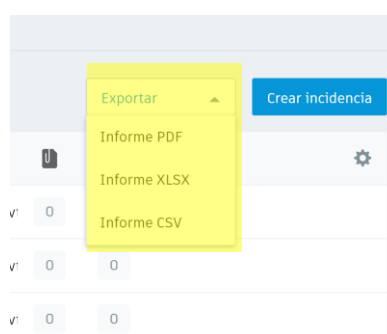 Exportar
Crear incidencia
Informe PDF
Informe XLSX
Informe CSV
0
0 0
0 0